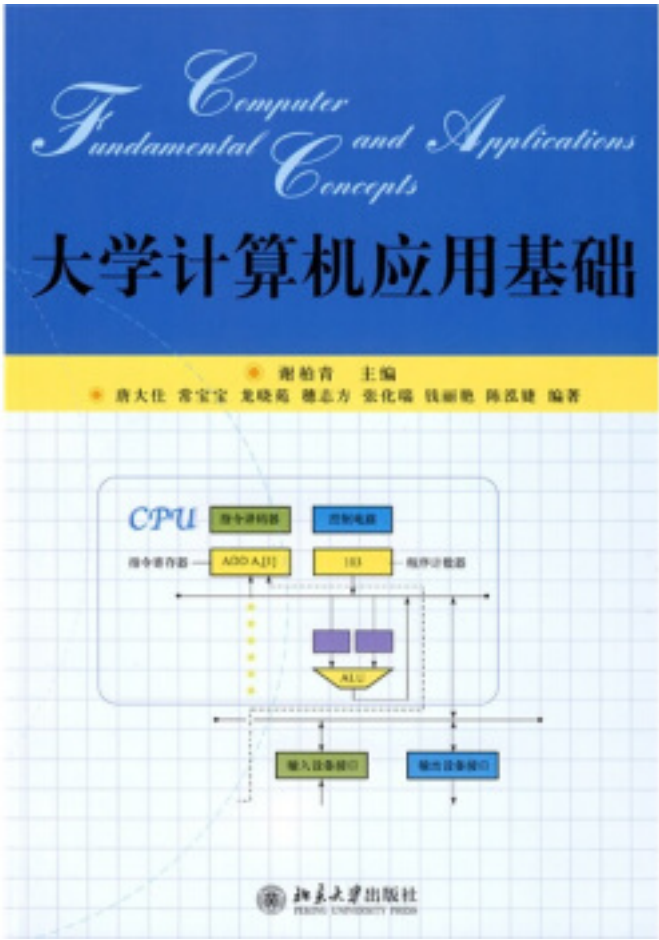 Computer
Fundamental and Applications
Concepts
大学计算机应用基础
谢柏青 主编
唐大仕 常宝宝 龙晓苑 穗志方 张化瑞 钱丽艳 陈泓婕 编著
CPU 指令译码器 控制电路
指令寄存器 ADD A,[3] 103 程序计数器
ALU
输入设备接口 输出设备接口
北京大学出版社
PEKING UNIVERSITY PRESS